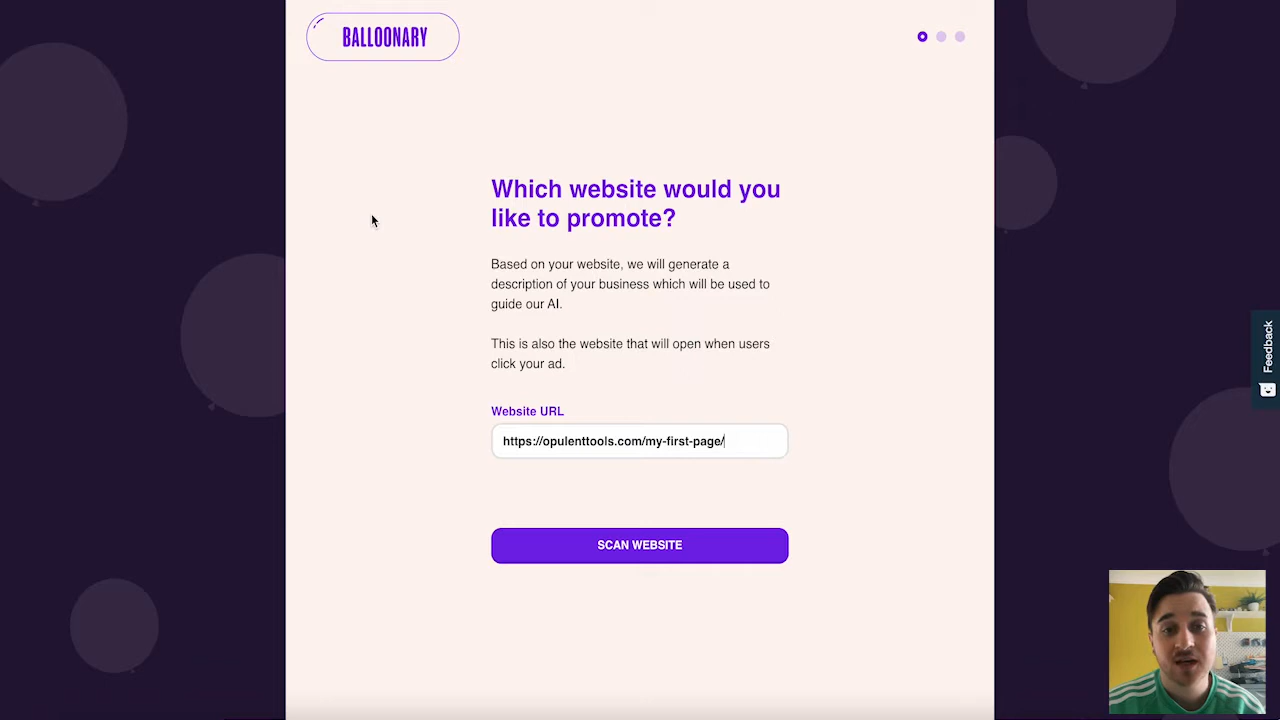 BALLOONARY
Which website would you
like to promote?
Based on your website, we will generate a
description of your business which will be used to
guide our AI.
This is also the website that will open when users
click your ad.
Website URL
https://opulenttools.com/my-first-page/
SCAN WEBSITE
Feedback